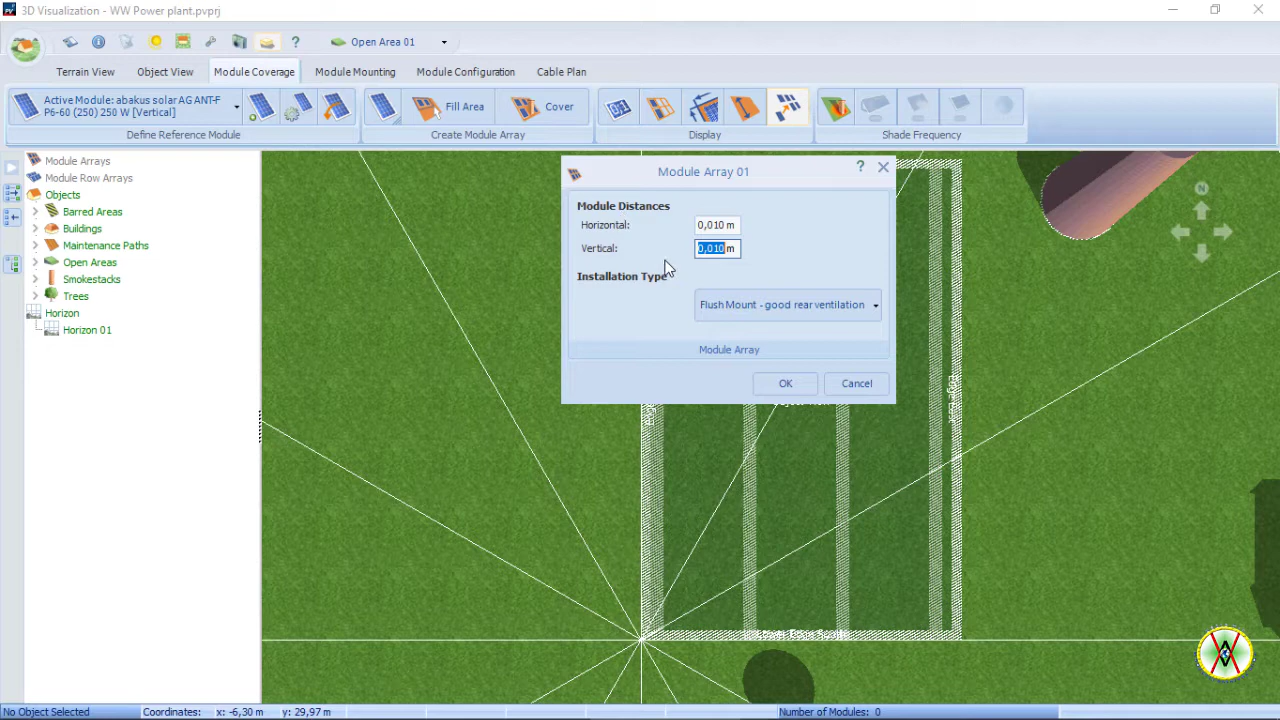 3D Visualization - WW Power plant.pvprj
Open Area 01
Terrain View
Object View
Module Coverage
Module Mounting
Module Configuration
Cable Plan
Active Module: abakus solar AG ANT-F
P6-60 (250) 250 W [Vertical]
Fill Area
Cover
Define Reference Module
Create Module Array
Display
Shade Frequency
Module Arrays
Module Row Arrays
Objects
Barred Areas
Buildings
Maintenance Paths
Open Areas
Smokestacks
Trees
Horizon
Horizon 01
Module Array 01
Module Distances
Horizontal: 0,010 m
Vertical: 0,010 m
Installation Type
Flush Mount - good rear ventilation
Module Array
OK
Cancel
Edge East
Lower Edge South
N
No Object Selected
Coordinates: x: -6,30 m y: 29,97 m
Number of Modules: 0